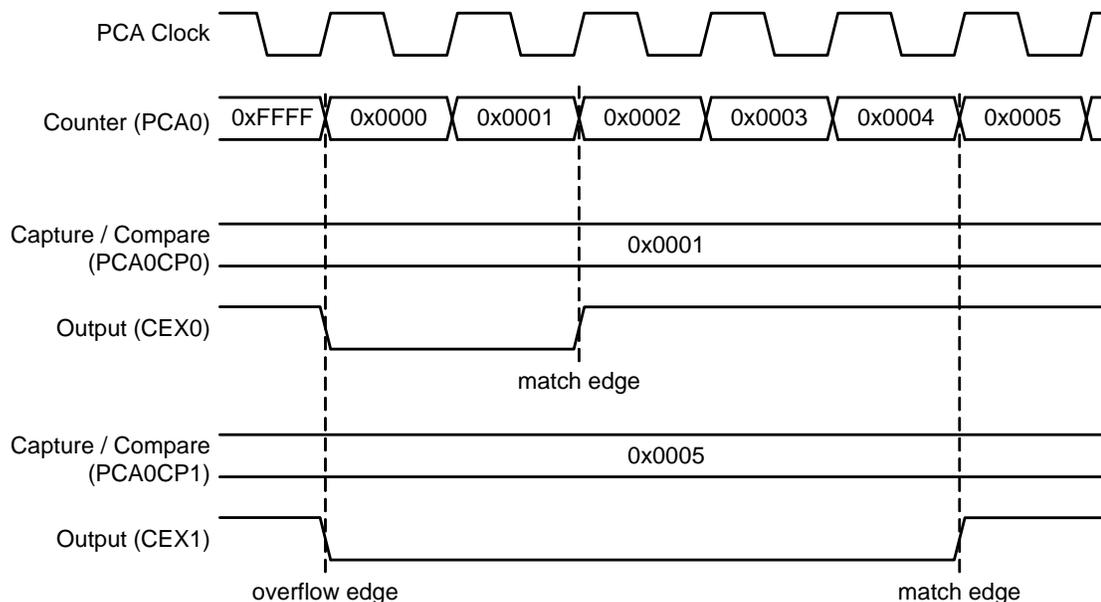 PCA Clock
Counter (PCA0)
0xFFFF 0x0000 0x0001 0x0002 0x0003 0x0004 0x0005
Capture / Compare
(PCA0CP0)
0x0001
Output (CEX0)
match edge
Capture / Compare
(PCA0CP1)
0x0005
Output (CEX1)
overflow edge
match edge